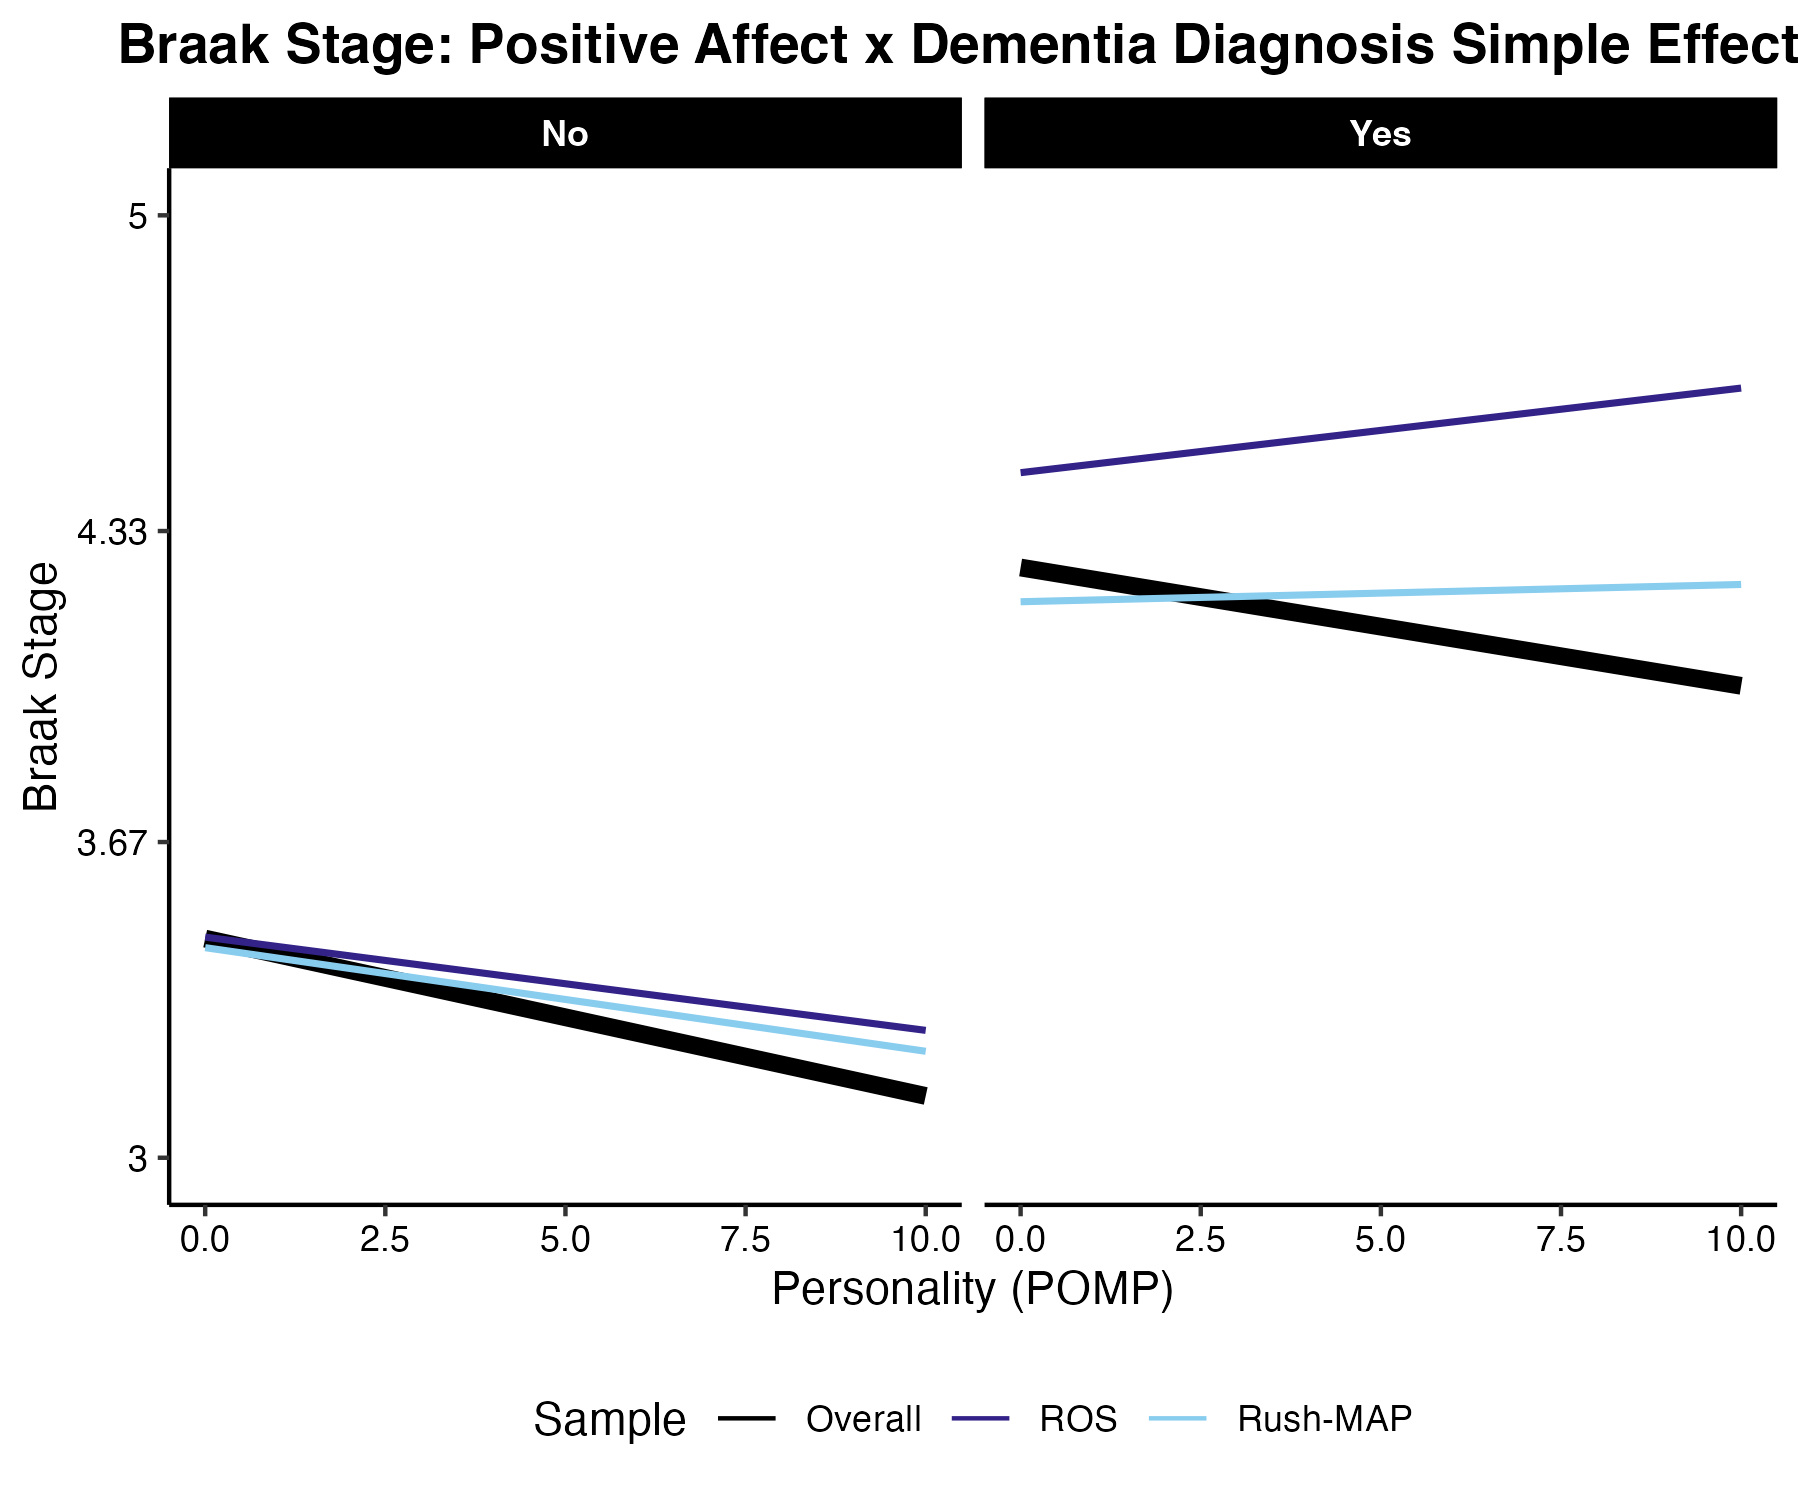 Braak Stage: Positive Affect x Dementia Diagnosis Simple Effect
No Yes
5
4.33
3.67
3
Braak Stage
0.0 2.5 5.0 7.5 10.0 0.0 2.5 5.0 7.5 10.0
Personality (POMP)
Sample Overall ROS Rush-MAP